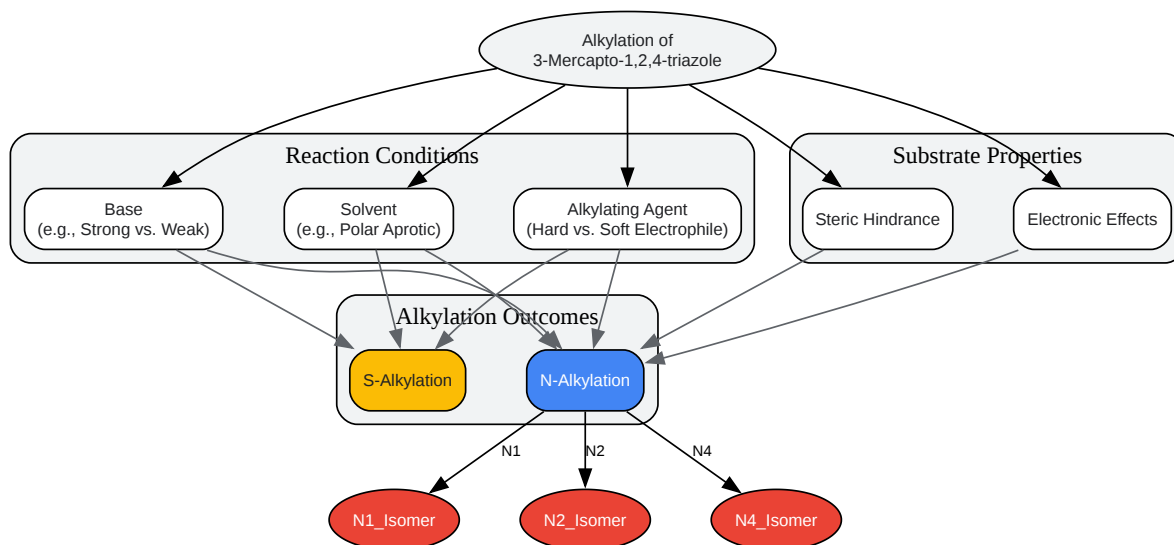 Alkylation of
3-Mercapto-1,2,4-triazole
Reaction Conditions
Substrate Properties
Base
(e.g., Strong vs. Weak)
Solvent
(e.g., Polar Aprotic)
Alkylating Agent
(Hard vs. Soft Electrophile)
Steric Hindrance
Electronic Effects
Alkylation Outcomes
S-Alkylation
N-Alkylation
N1
N2
N4
N1_Isomer
N2_Isomer
N4_Isomer